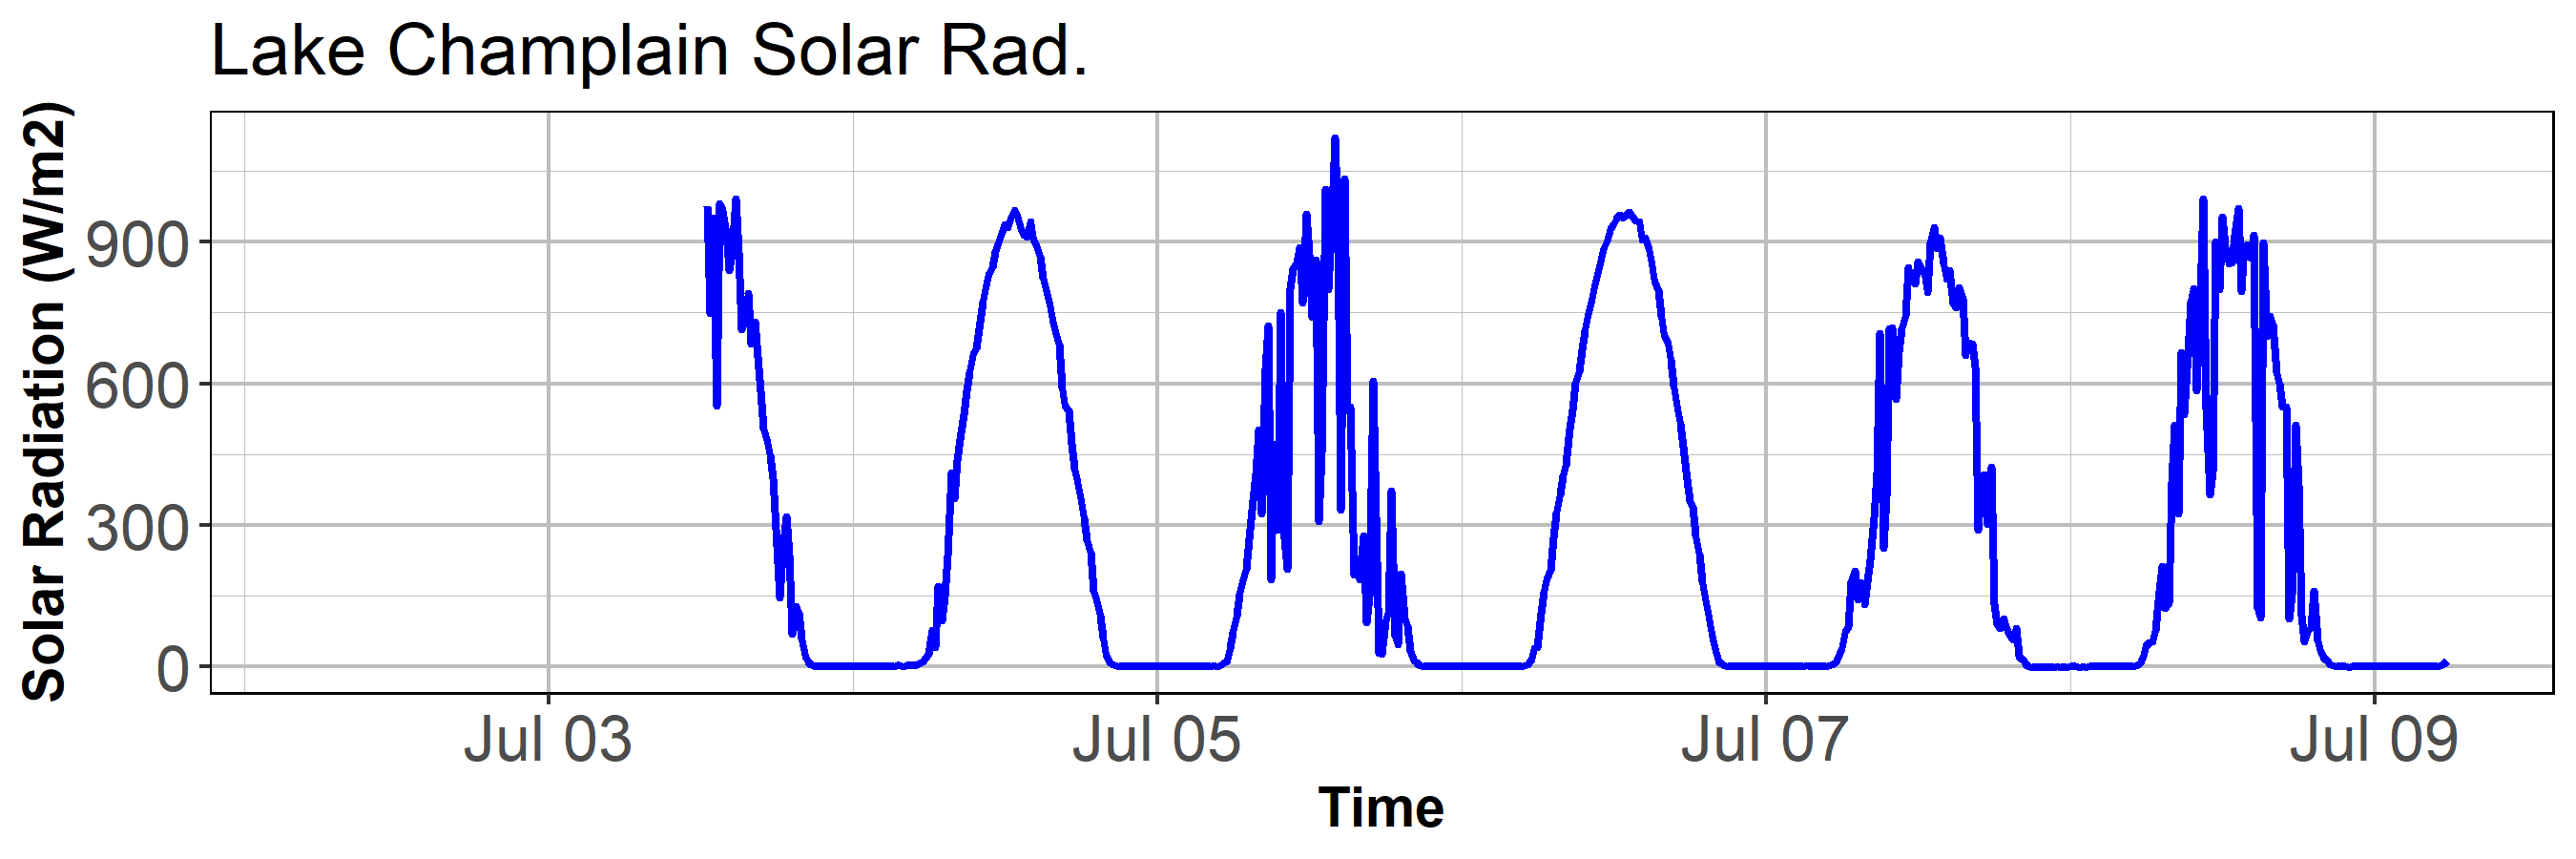 Lake Champlain Solar Rad.
Solar Radiation (W/m2)
900
600
300
0
Jul 03 Jul 05 Jul 07 Jul 09
Time